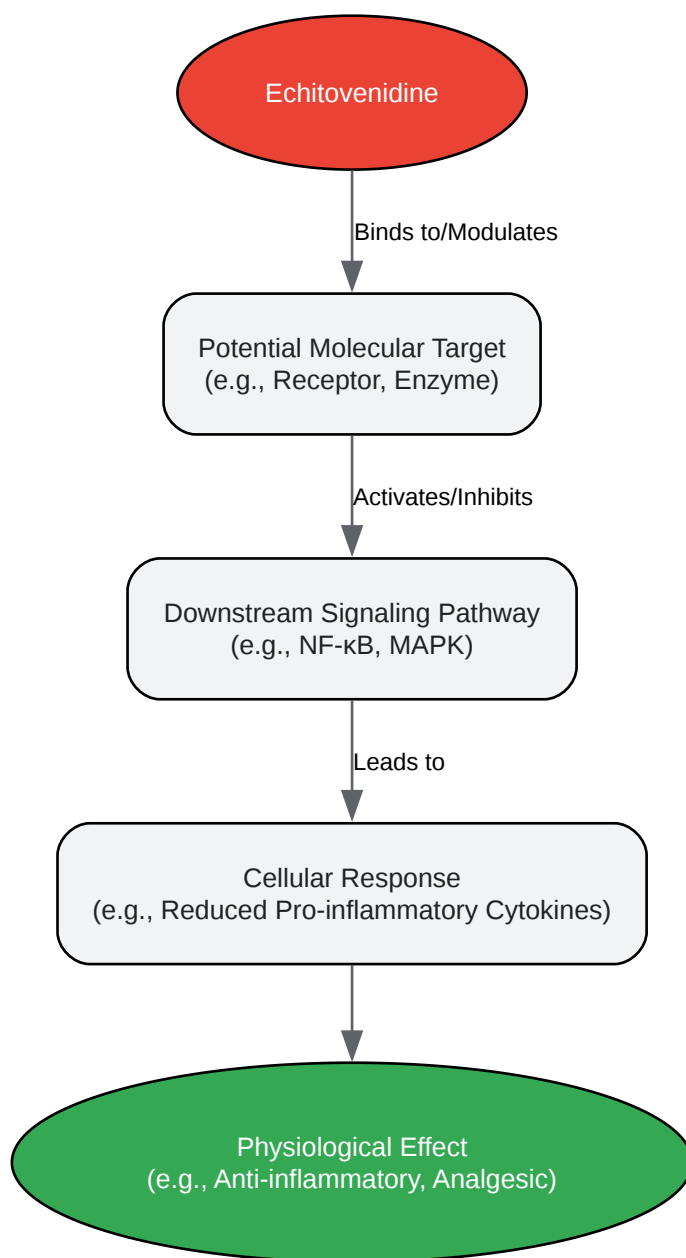 Echitovenidine
Binds to/Modulates
Potential Molecular Target
(e.g., Receptor, Enzyme)
Activates/Inhibits
Downstream Signaling Pathway
(e.g., NF-κB, MAPK)
Leads to
Cellular Response
(e.g., Reduced Pro-inflammatory Cytokines)
Physiological Effect
(e.g., Anti-inflammatory, Analgesic)